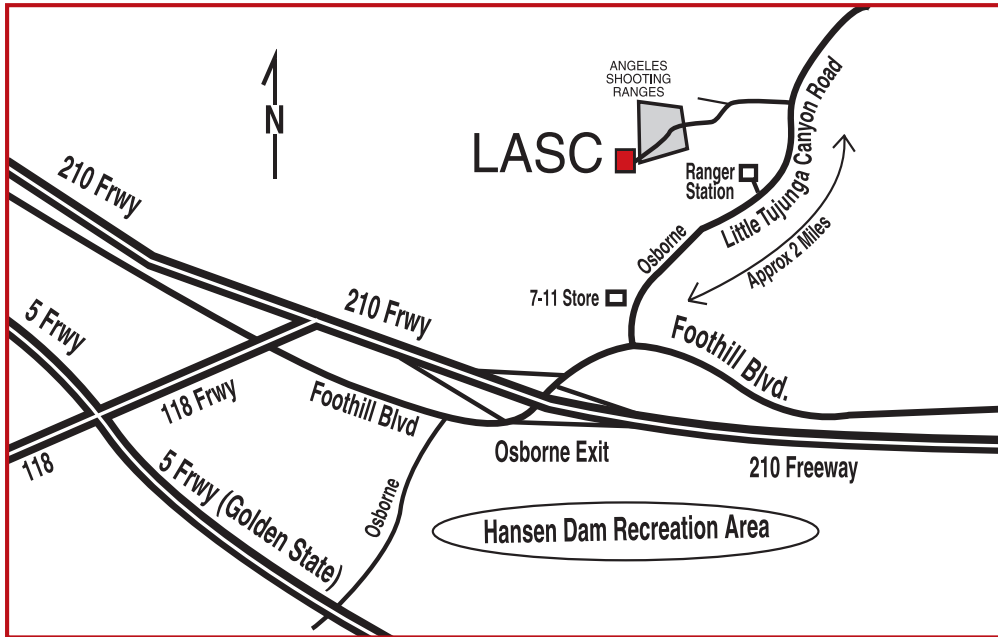 ANGELES
SHOOTING
RANGES
N
LASC
Ranger
Station
Little Tujunga Canyon Road
210 Frwy
Osborne
Approx 2 Miles
7-11 Store
210 Frwy
5 Frwy
Foothill Blvd.
118 Frwy
Foothill Blvd
118
Osborne Exit
210 Freeway
5 Frwy (Golden State)
Osborne
Hansen Dam Recreation Area